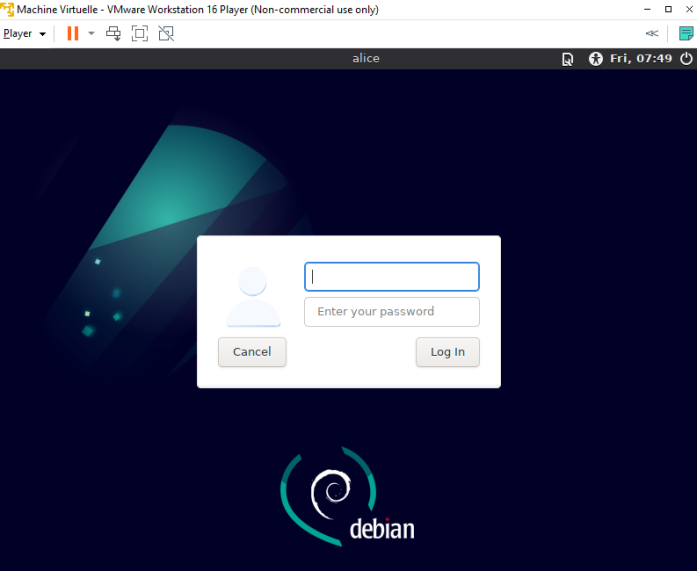 Machine Virtuelle - VMware Workstation 16 Player (Non-commercial use only)
Player
alice
Fri, 07:49
Enter your password
Cancel
Log In
debian